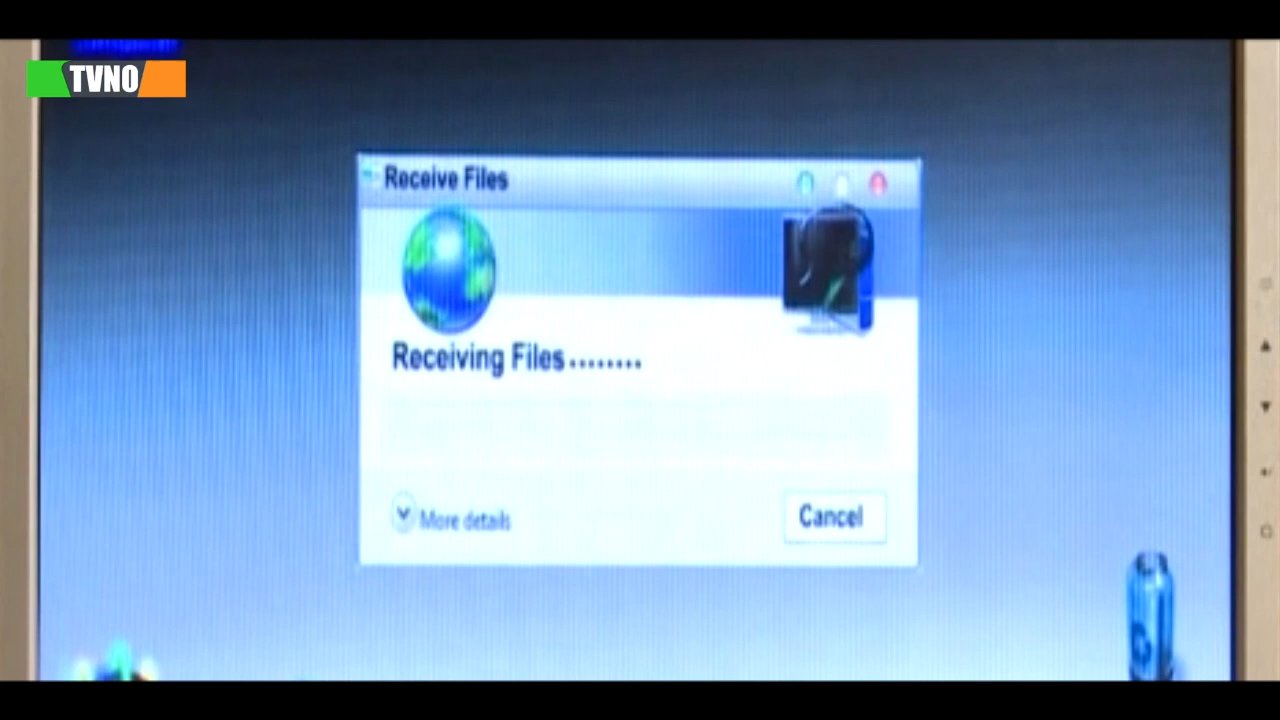 TVNO
Receive Files
Receiving Files ........
More details
Cancel